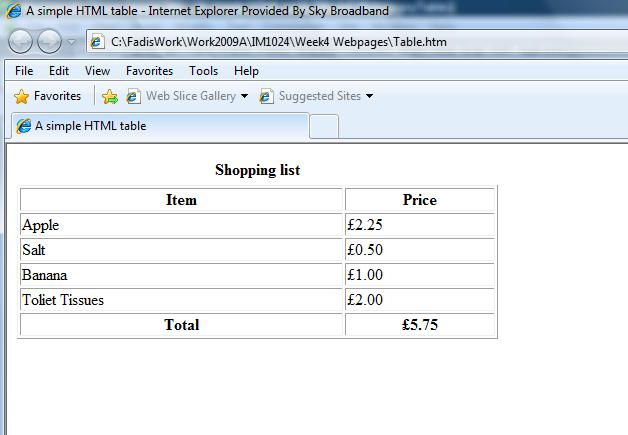 A simple HTML table - Internet Explorer Provided By Sky Broadband
C:\FadisWork\Work2009A\IM1024\Week4 Webpages\Table.htm
File Edit View Favorites Tools Help
Favorites Web Slice Gallery Suggested Sites
A simple HTML table
Shopping list
Item Price
Apple £2.25
Salt £0.50
Banana £1.00
Toliet Tissues £2.00
Total £5.75